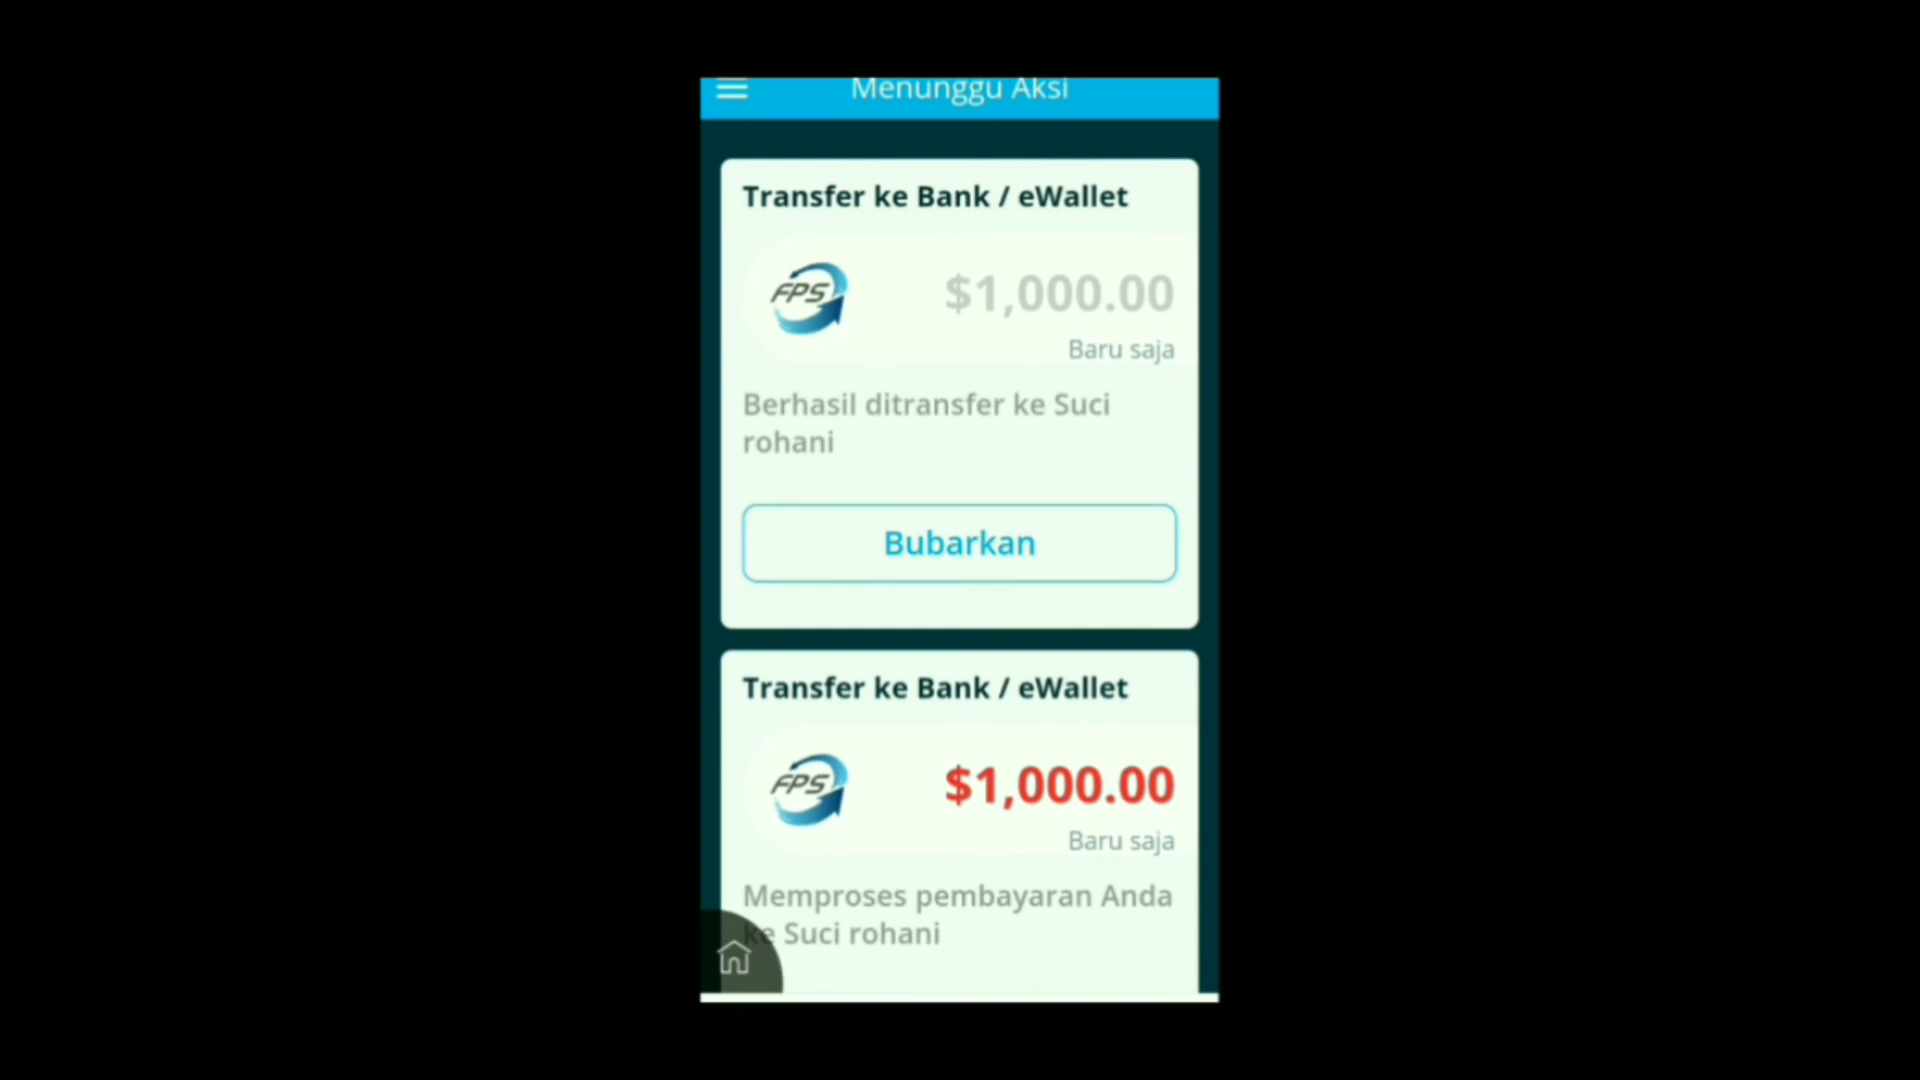 Menunggu Aksi
Transfer ke Bank / eWallet
FPS
$1,000.00
Baru saja
Berhasil ditransfer ke Suci
rohani
Bubarkan
Transfer ke Bank / eWallet
FPS
$1,000.00
Baru saja
Memproses pembayaran Anda
ke Suci rohani